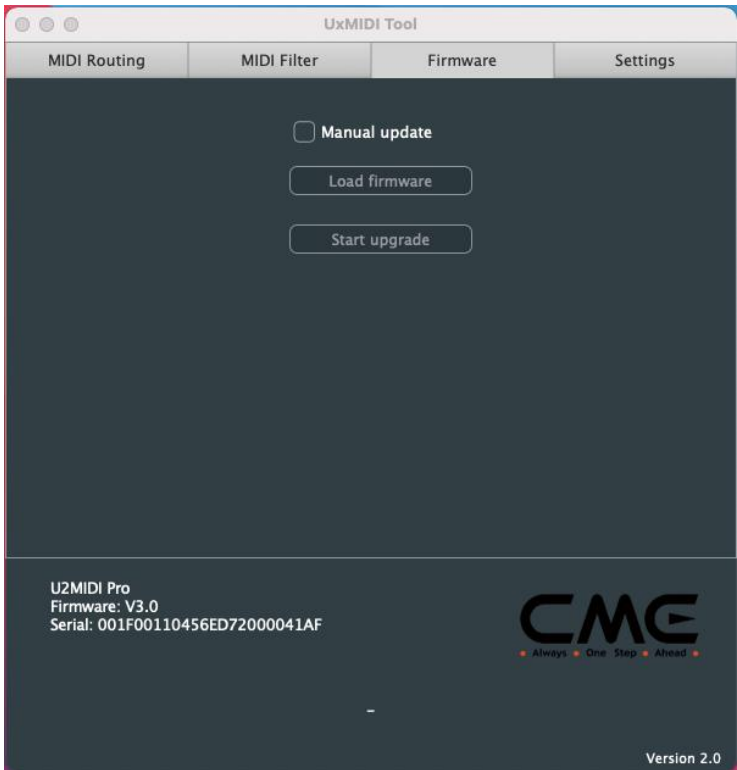 UxMIDI Tool
MIDI Routing MIDI Filter Firmware Settings
Manual update
Load firmware
Start upgrade
U2MIDI Pro
Firmware: V3.0
Serial: 001F00110456ED72000041AF
CME
Always One Step Ahead
-
Version 2.0